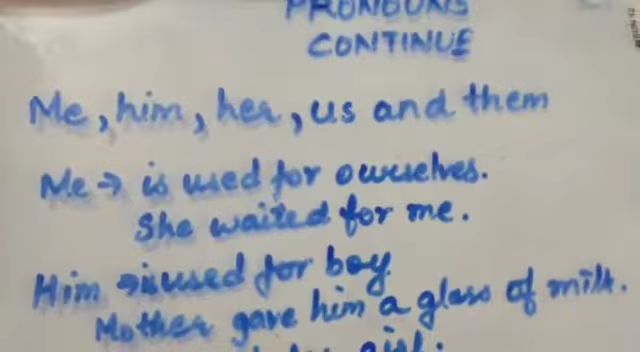 PRONOUNS
CONTINUE
Me, him, her, us and them
Me → is used for ourselves.
She waited for me.
Him → is used for boy.
Mother gave him a glass of milk.
girl.